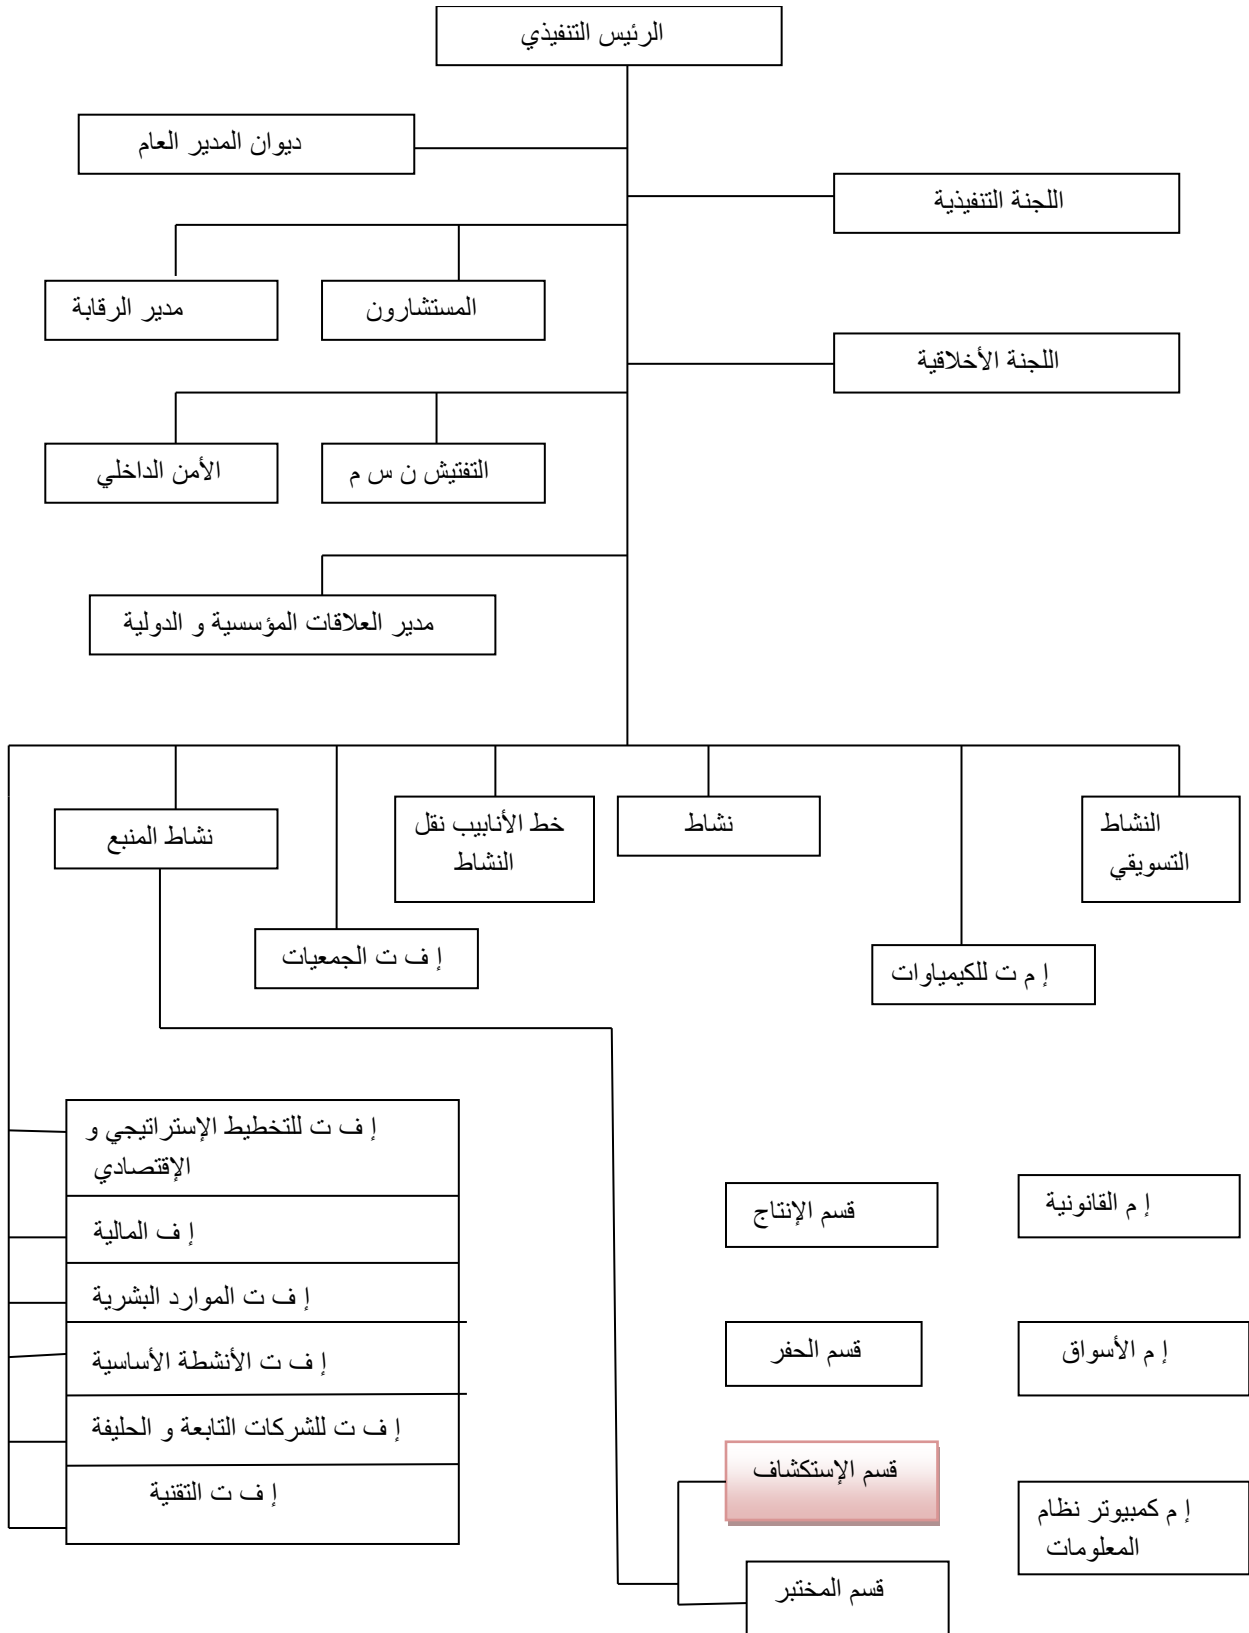 الرئيس التنفيذي
ديوان المدير العام
اللجنة التنفيذية
المستشارون
مدير الرقابة
اللجنة الأخلاقية
التفتيش ن س م
الأمن الداخلي
مدير العلاقات المؤسسية و الدولية
النشاط
التسويقي
نشاط
خط الأنابيب نقل
النشاط
نشاط المنبع
إ م ت للكيمياوات
إ ف ت الجمعيات
إ ف ت للتخطيط الإستراتيجي و
الإقتصادي
إ ف المالية
إ ف ت الموارد البشرية
إ ف ت الأنشطة الأساسية
إ ف ت للشركات التابعة و الحليفة
إ ف ت التقنية
إ م القانونية
قسم الإنتاج
إ م الأسواق
قسم الحفر
قسم الإستكشاف
إ م كمبيوتر نظام
المعلومات
قسم المختبر